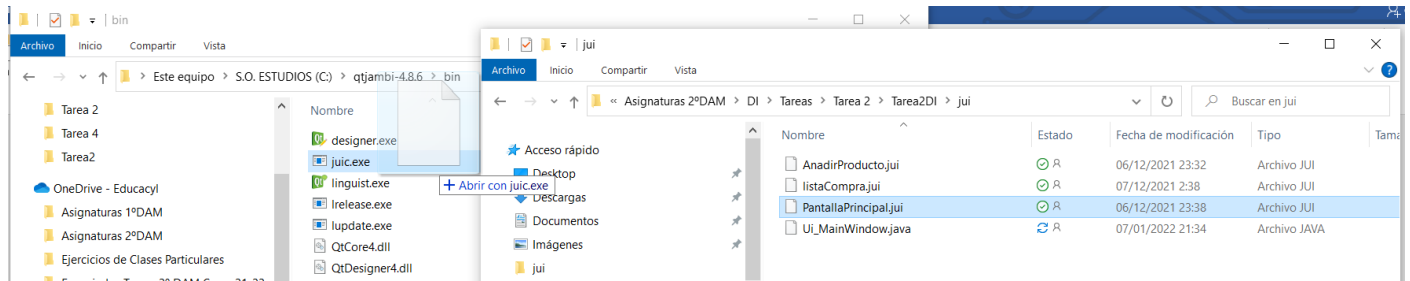 bin
Archivo Inicio Compartir Vista
Este equipo > S.O. ESTUDIOS (C:) > qtjambi-4.8.6 > bin
Tarea 2
Tarea 4
Tarea2
OneDrive - Educacyl
Asignaturas 1ºDAM
Asignaturas 2ºDAM
Ejercicios de Clases Particulares
Nombre
designer.exe
juic.exe
linguist.exe
lrelease.exe
lupdate.exe
QtCore4.dll
QtDesigner4.dll
+ Abrir con juic.exe
jui
Archivo Inicio Compartir Vista
« Asignaturas 2ºDAM > DI > Tareas > Tarea 2 > Tarea2DI > jui
Buscar en jui
Acceso rápido
Desktop
Descargas
Documentos
Imágenes
jui
Nombre Estado Fecha de modificación Tipo Tama
AnadirProducto.jui 06/12/2021 23:32 Archivo JUI
listaCompra.jui 07/12/2021 2:38 Archivo JUI
PantallaPrincipal.jui 06/12/2021 23:38 Archivo JUI
Ui_MainWindow.java 07/01/2022 21:34 Archivo JAVA